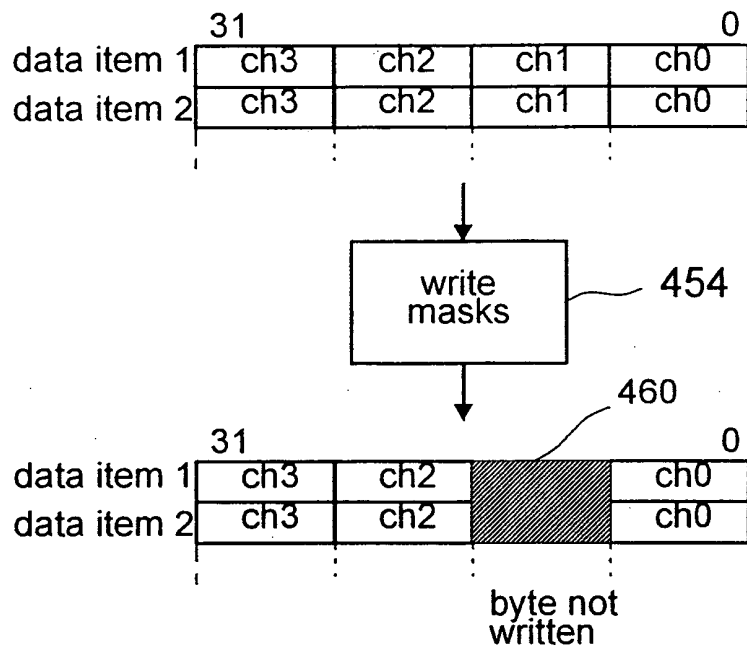 31 0
data item 1 ch3 ch2 ch1 ch0
data item 2 ch3 ch2 ch1 ch0
write
masks
454
460
31 0
data item 1 ch3 ch2 ch0
data item 2 ch3 ch2 ch0
byte not
written